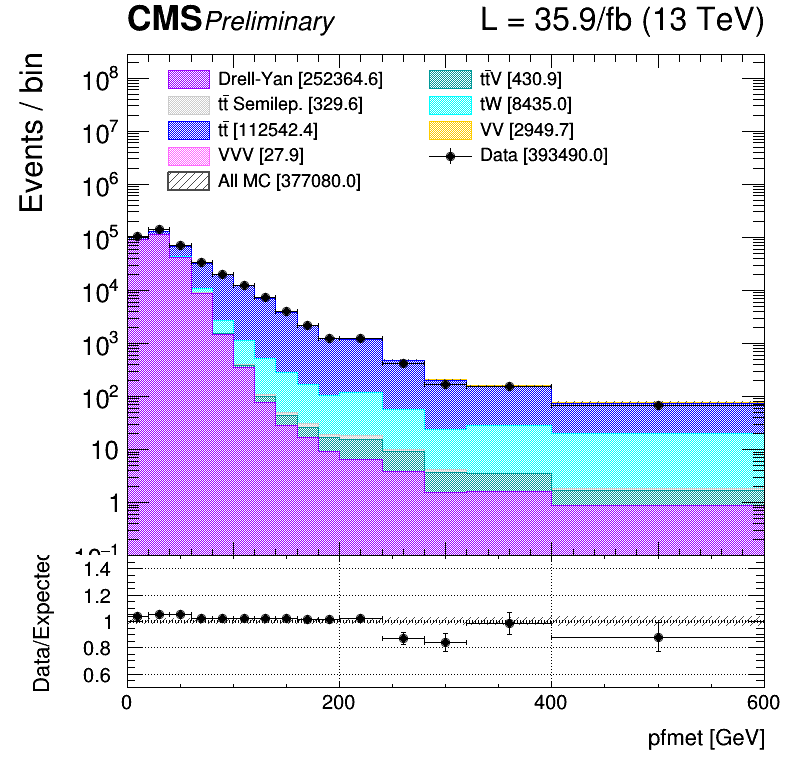 CMS Preliminary L = 35.9/fb (13 TeV)
Events / bin
Drell-Yan [252364.6]
tt̄ Semilep. [329.6]
tt̄ [112542.4]
VVV [27.9]
All MC [377080.0]
tt̄V [430.9]
tW [8435.0]
VV [2949.7]
Data [393490.0]
10⁸
10⁷
10⁶
10⁵
10⁴
10³
10²
10
1
10⁻¹
Data/Expected
1.4
1.2
1
0.8
0.6
0 200 400 600
pfmet [GeV]